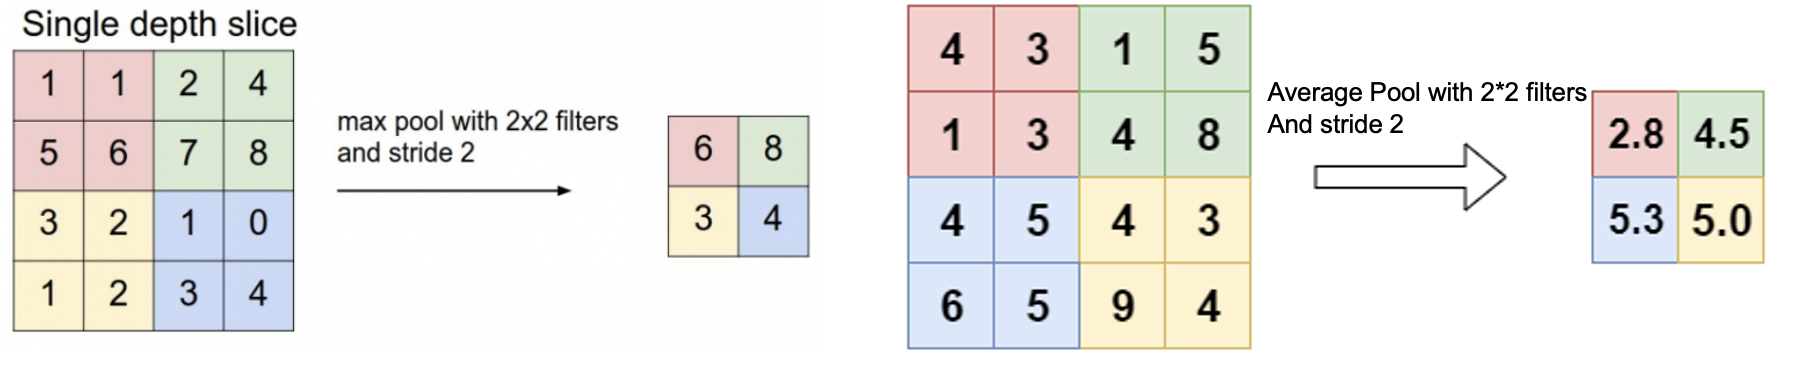 Single depth slice
1 1 2 4
5 6 7 8
3 2 1 0
1 2 3 4
max pool with 2x2 filters
and stride 2
6 8
3 4
4 3 1 5
1 3 4 8
4 5 4 3
6 5 9 4
Average Pool with 2*2 filters
And stride 2
2.8 4.5
5.3 5.0